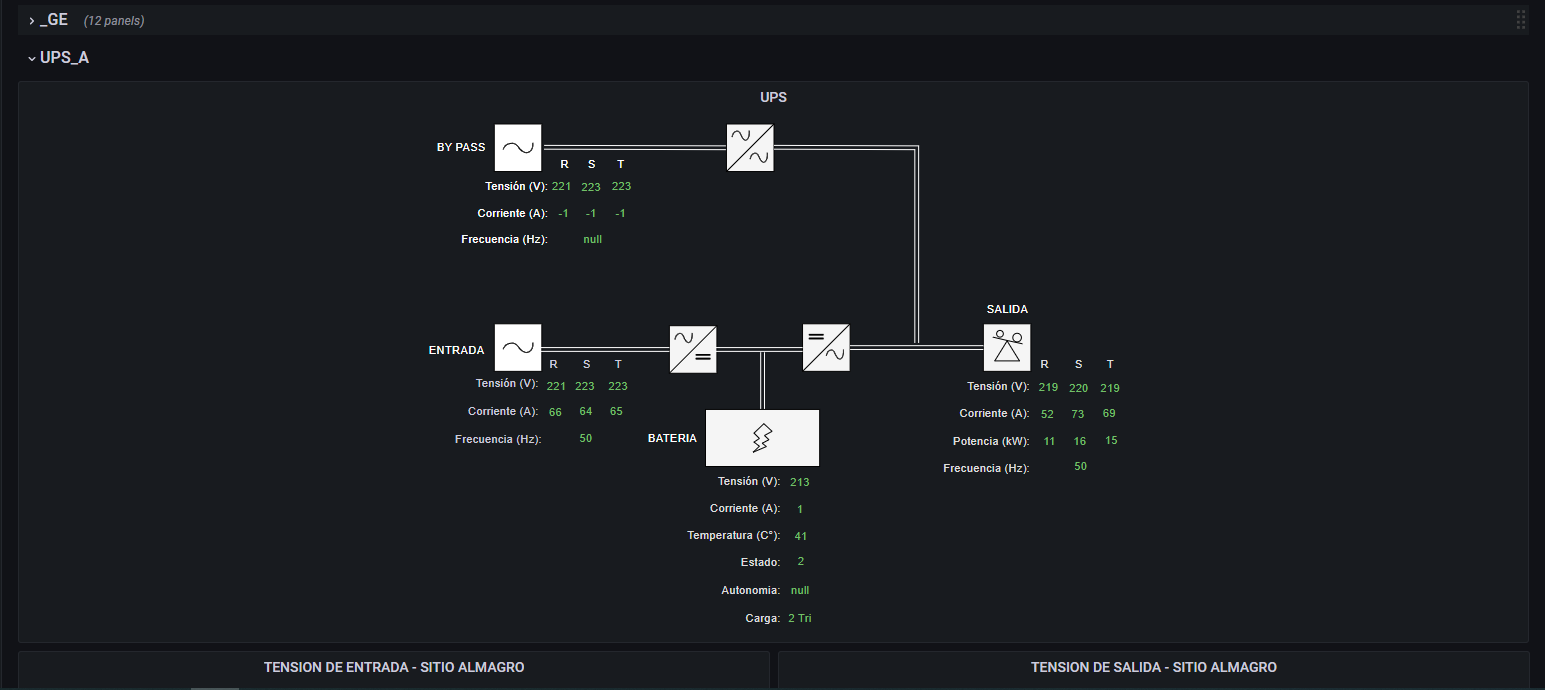 _GE (12 panels)
UPS_A
UPS
BY PASS
R S T
Tensión (V): 221 223 223
Corriente (A): -1 -1 -1
Frecuencia (Hz): null
ENTRADA
R S T
Tensión (V): 221 223 223
Corriente (A): 66 64 65
Frecuencia (Hz): 50
BATERIA
Tensión (V): 213
Corriente (A): 1
Temperatura (C°): 41
Estado: 2
Autonomia: null
Carga: 2 Tri
SALIDA
R S T
Tensión (V): 219 220 219
Corriente (A): 52 73 69
Potencia (kW): 11 16 15
Frecuencia (Hz): 50
TENSION DE ENTRADA - SITIO ALMAGRO
TENSION DE SALIDA - SITIO ALMAGRO